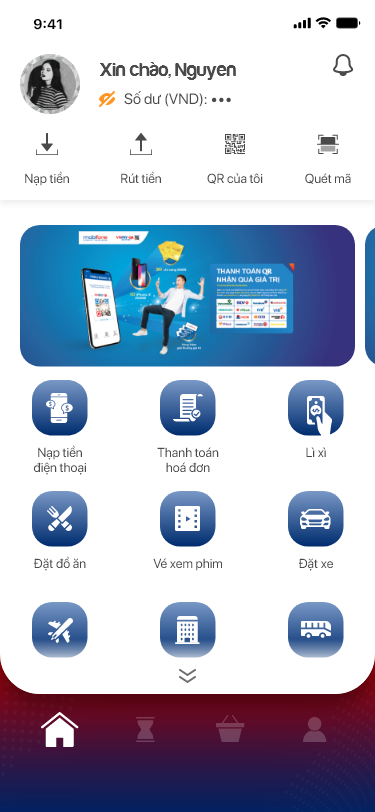 9:41
Xin chào, Nguyen
Số dư (VND): •••
Nạp tiền
Rút tiền
QR của tôi
Quét mã
mobifone
THANH TOÁN QR
NHẬN QUÀ GIÁ TRỊ
Nạp tiền
điện thoại
Thanh toán
hoá đơn
Lì xì
Đặt đồ ăn
Vé xem phim
Đặt xe